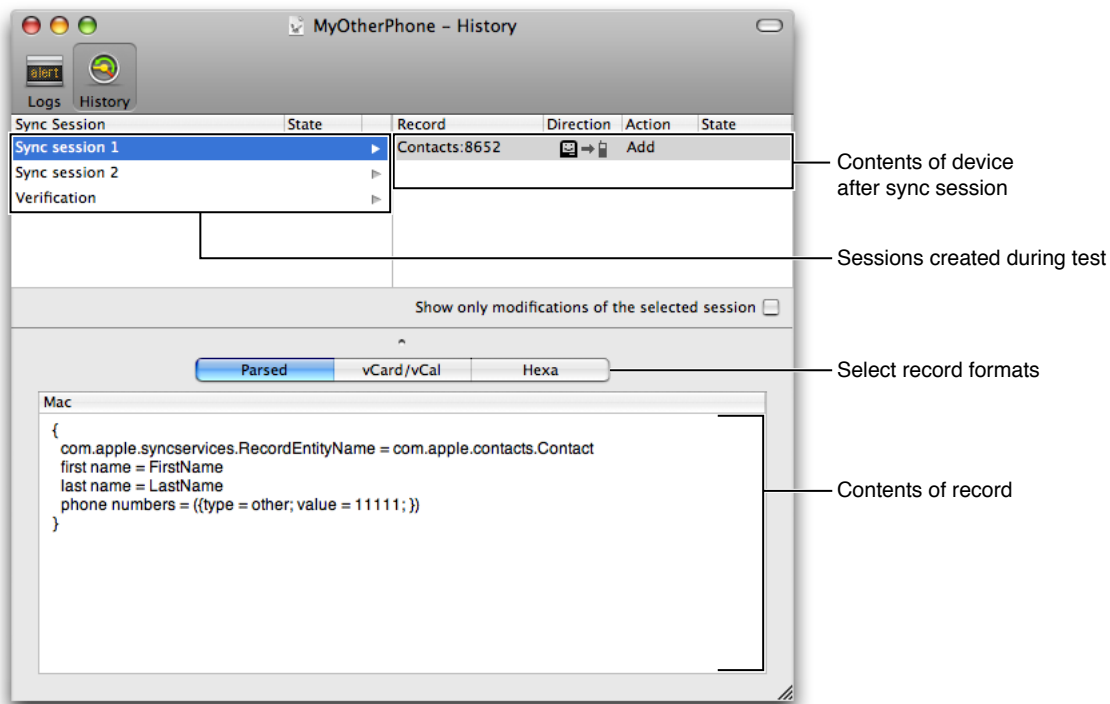 MyOtherPhone – History
alert
Logs History
Sync Session State Record Direction Action State
Sync session 1 Contacts:8652 Add
Sync session 2
Verification
Contents of device
after sync session
Sessions created during test
Show only modifications of the selected session
Parsed vCard/vCal Hexa
Select record formats
Mac
{
com.apple.syncservices.RecordEntityName = com.apple.contacts.Contact
first name = FirstName
last name = LastName
phone numbers = ({type = other; value = 11111; })
}
Contents of record